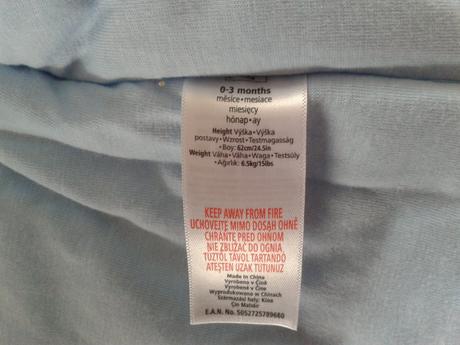 0-3 months
měsíce•mesiace
miesięcy
hónap•ay
Height Výška•Výška
postavy•Wzrost•Testmagasság
•Boy: 62cm/24.5in
Weight Váha•Váha•Waga•Testsúly
•Ağırlık: 6.5kg/15lbs
KEEP AWAY FROM FIRE
UCHOVEJTE MIMO DOSAH OHNĚ
CHRÁŇTE PRED OHŇOM
NIE ZBLIŻAĆ DO OGNIA
TŰZTŐL TÁVOL TARTANDÓ
ATEŞTEN UZAK TUTUNUZ
Made In China
Vyrobeno v Číně
Vyrobené v Číne
Wyprodukowano w Chinach
Származási hely: Kína
Çin Malıdır
E.A.N. No. 5052725789660